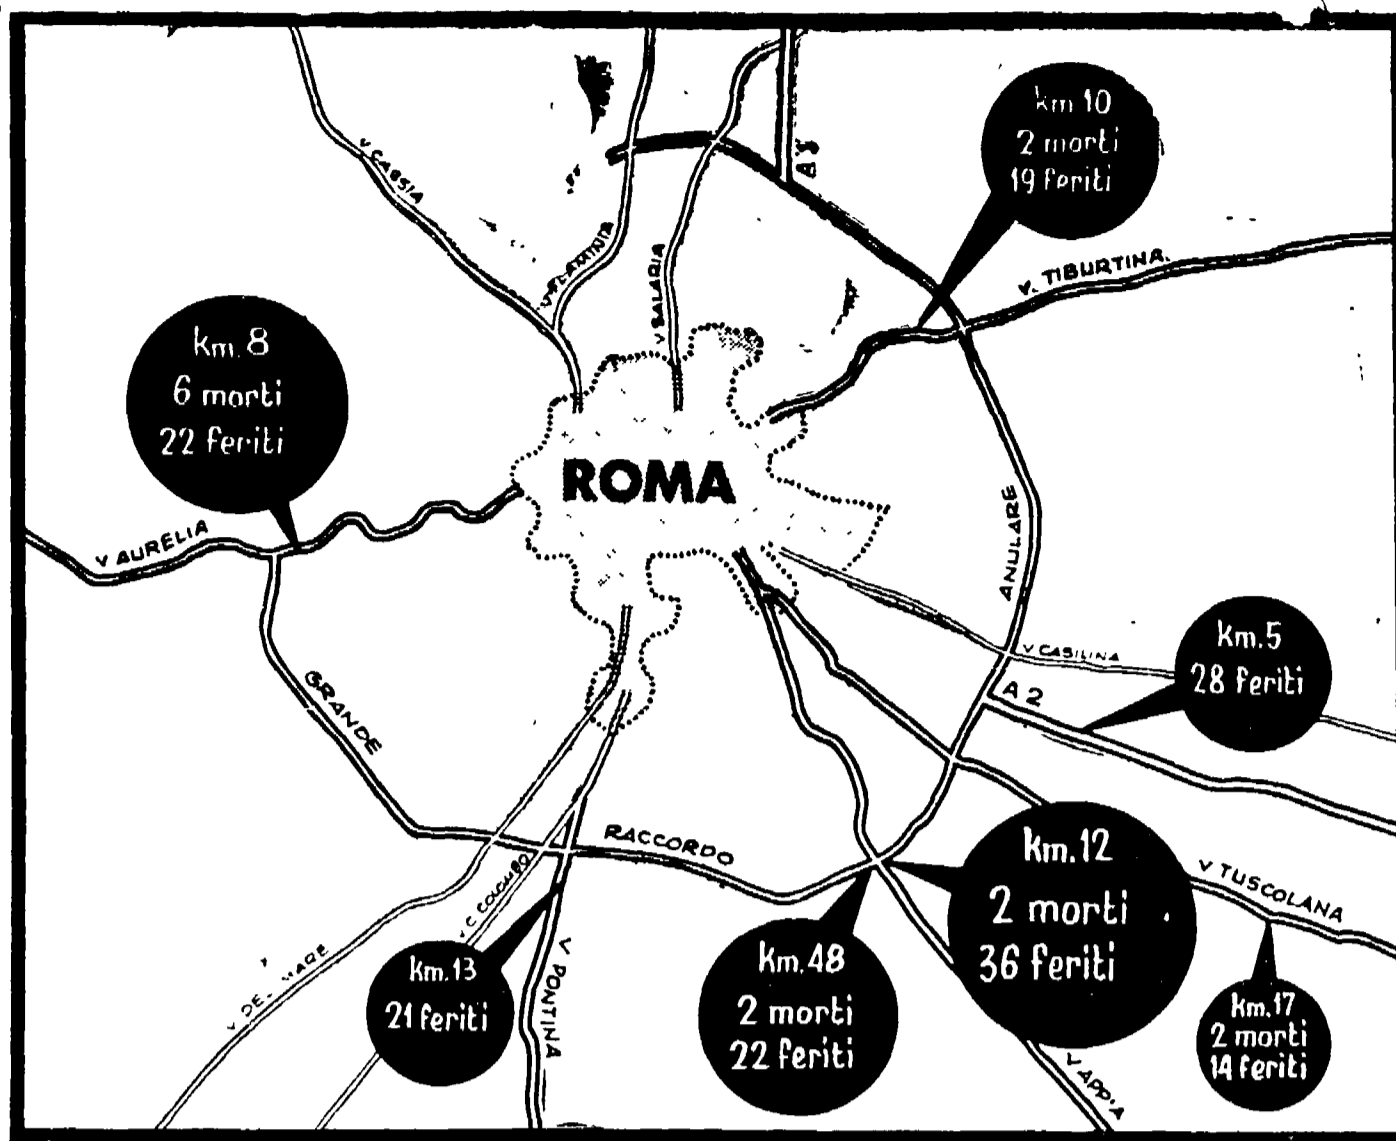 km 10
2 morti
19 feriti
V CASSIA
V FLAMINIA
V SALARIA
V. TIBURTINA.
km. 8
6 morti
22 feriti
ROMA
V AURELIA
ANULARE
GRANDE
V CASILINA
km. 5
28 feriti
A 2
RACCORDO
km. 12
2 morti
36 feriti
V TUSCOLANA
V C COLOMBO
V PONTINA
km. 13
21 feriti
km. 48
2 morti
22 feriti
km. 17
2 morti
14 feriti
V APPIA
MARE